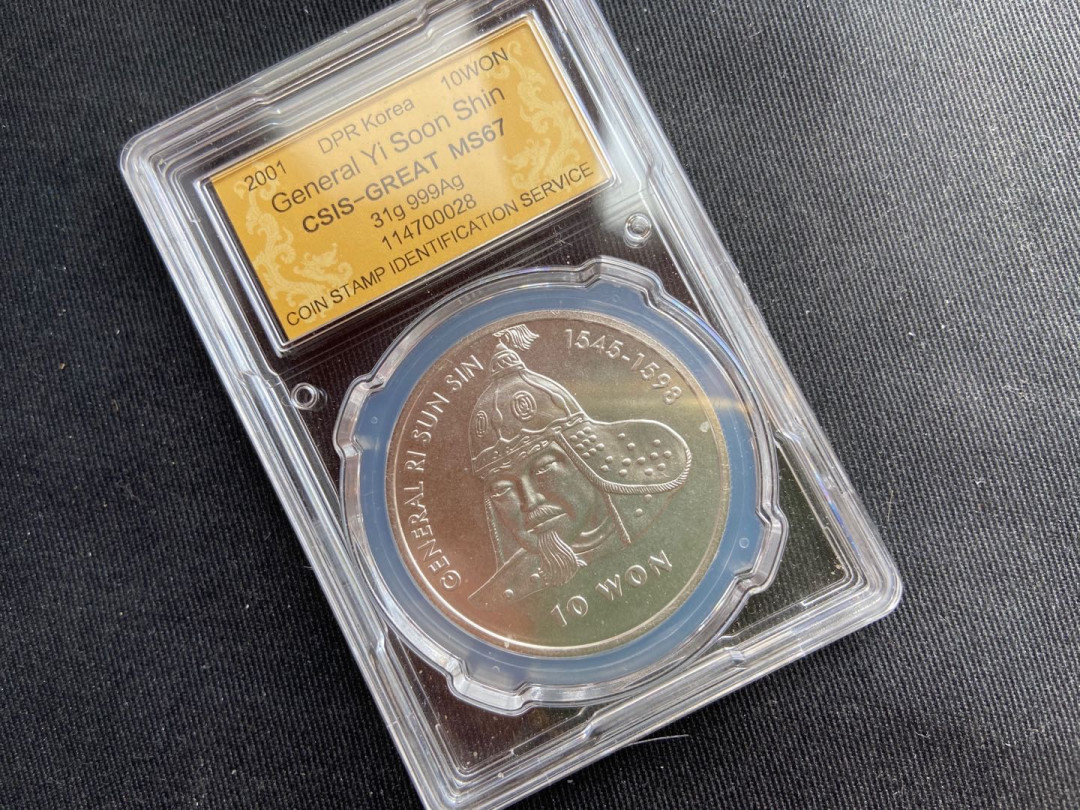 2001 DPR Korea 10WON
General Yi Soon Shin
CSIS-GREAT MS67
31g 999Ag
114700028
COIN STAMP IDENTIFICATION SERVICE
GENERAL RI SUN SIN
1545-1598
10 WON